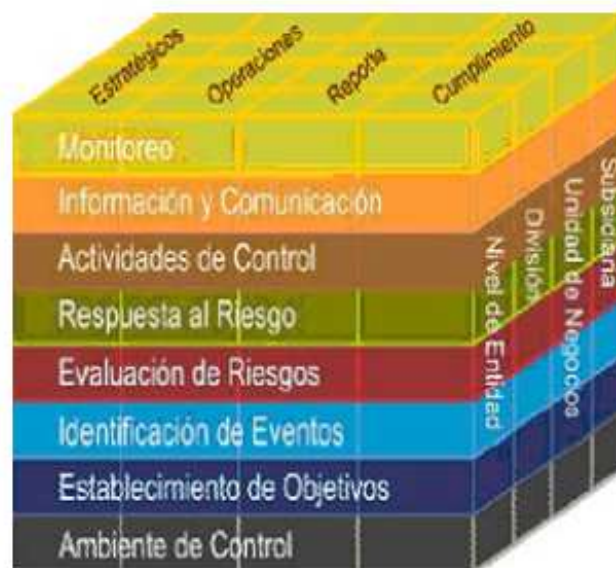 Estratégicos
Operaciones
Reporte
Cumplimiento
Monitoreo
Información y Comunicación
Actividades de Control
Respuesta al Riesgo
Evaluación de Riesgos
Identificación de Eventos
Establecimiento de Objetivos
Ambiente de Control
Nivel de Entidad
División
Unidad de Negocios
Subsidiaria